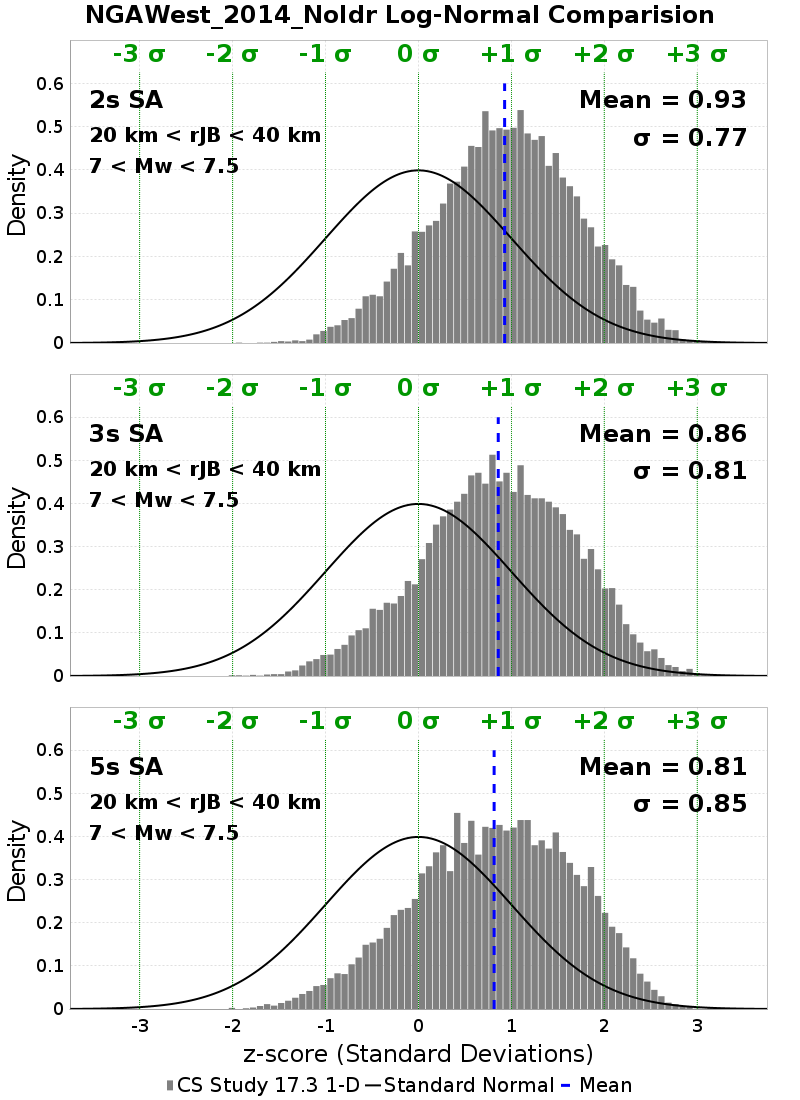 NGAWest_2014_NoIdr Log-Normal Comparision
-3 σ -2 σ -1 σ 0 σ +1 σ +2 σ +3 σ
0.6
2s SA Mean = 0.93
0.5
20 km < rJB < 40 km σ = 0.77
7 < Mw < 7.5
0.4
0.3
0.2
0.1
0
Density
-3 σ -2 σ -1 σ 0 σ +1 σ +2 σ +3 σ
0.6
3s SA Mean = 0.86
0.5
20 km < rJB < 40 km σ = 0.81
7 < Mw < 7.5
0.4
0.3
0.2
0.1
0
Density
-3 σ -2 σ -1 σ 0 σ +1 σ +2 σ +3 σ
0.6
5s SA Mean = 0.81
0.5
20 km < rJB < 40 km σ = 0.85
7 < Mw < 7.5
0.4
0.3
0.2
0.1
0
Density
-3 -2 -1 0 1 2 3
z-score (Standard Deviations)
CS Study 17.3 1-D Standard Normal Mean